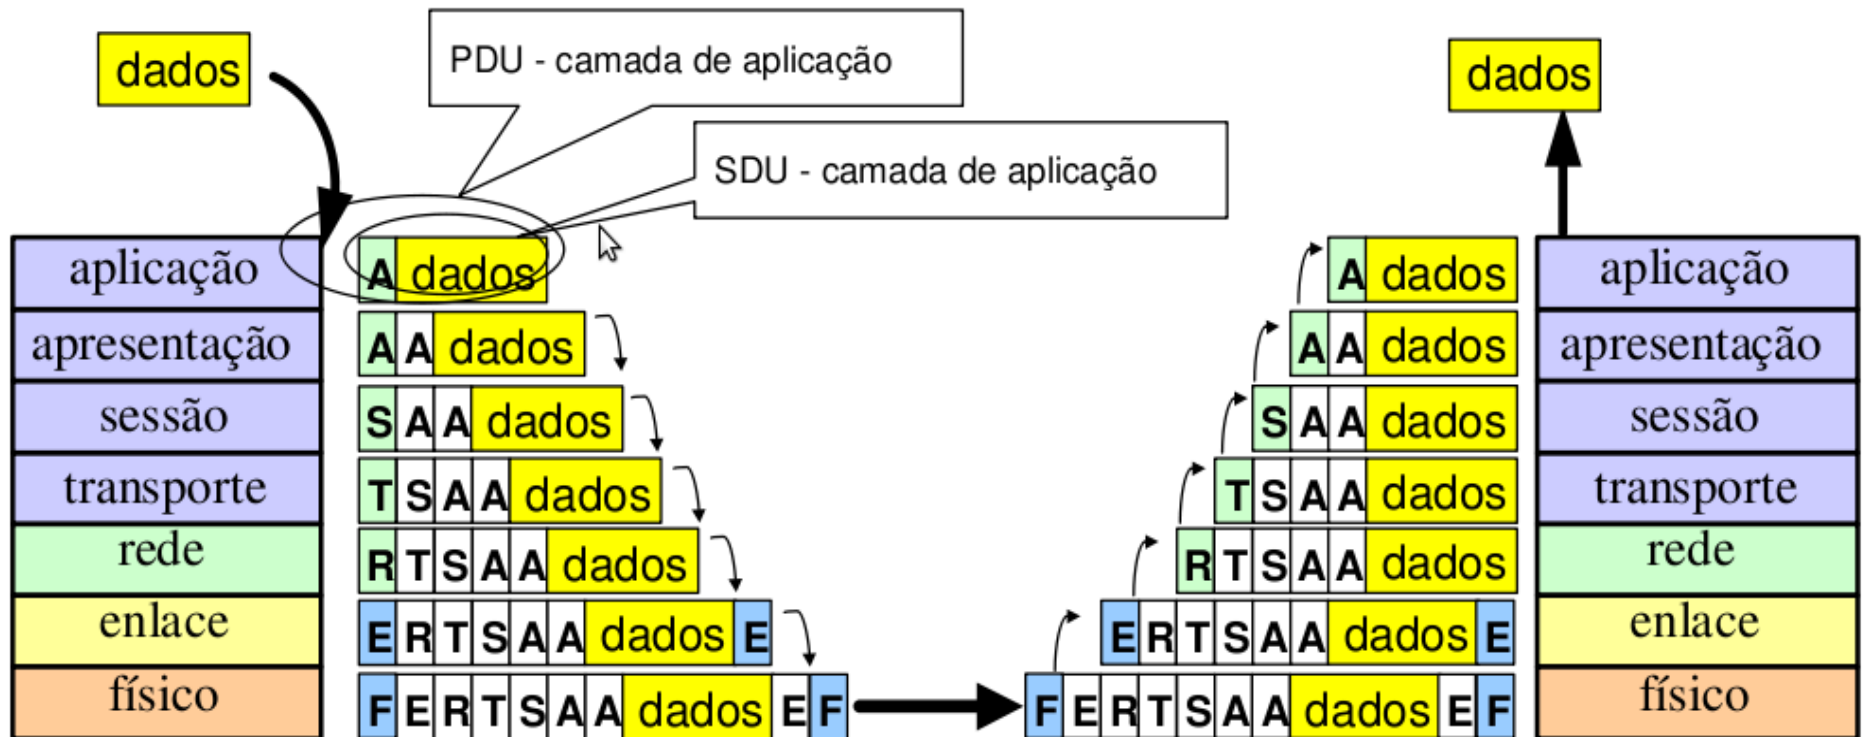 dados
PDU - camada de aplicação
dados
SDU - camada de aplicação
aplicação
A dados
A dados
aplicação
apresentação
A A dados
A A dados
apresentação
sessão
S A A dados
S A A dados
sessão
transporte
T S A A dados
T S A A dados
transporte
rede
R T S A A dados
R T S A A dados
rede
enlace
E R T S A A dados E
E R T S A A dados E
enlace
físico
F E R T S A A dados E F
F E R T S A A dados E F
físico